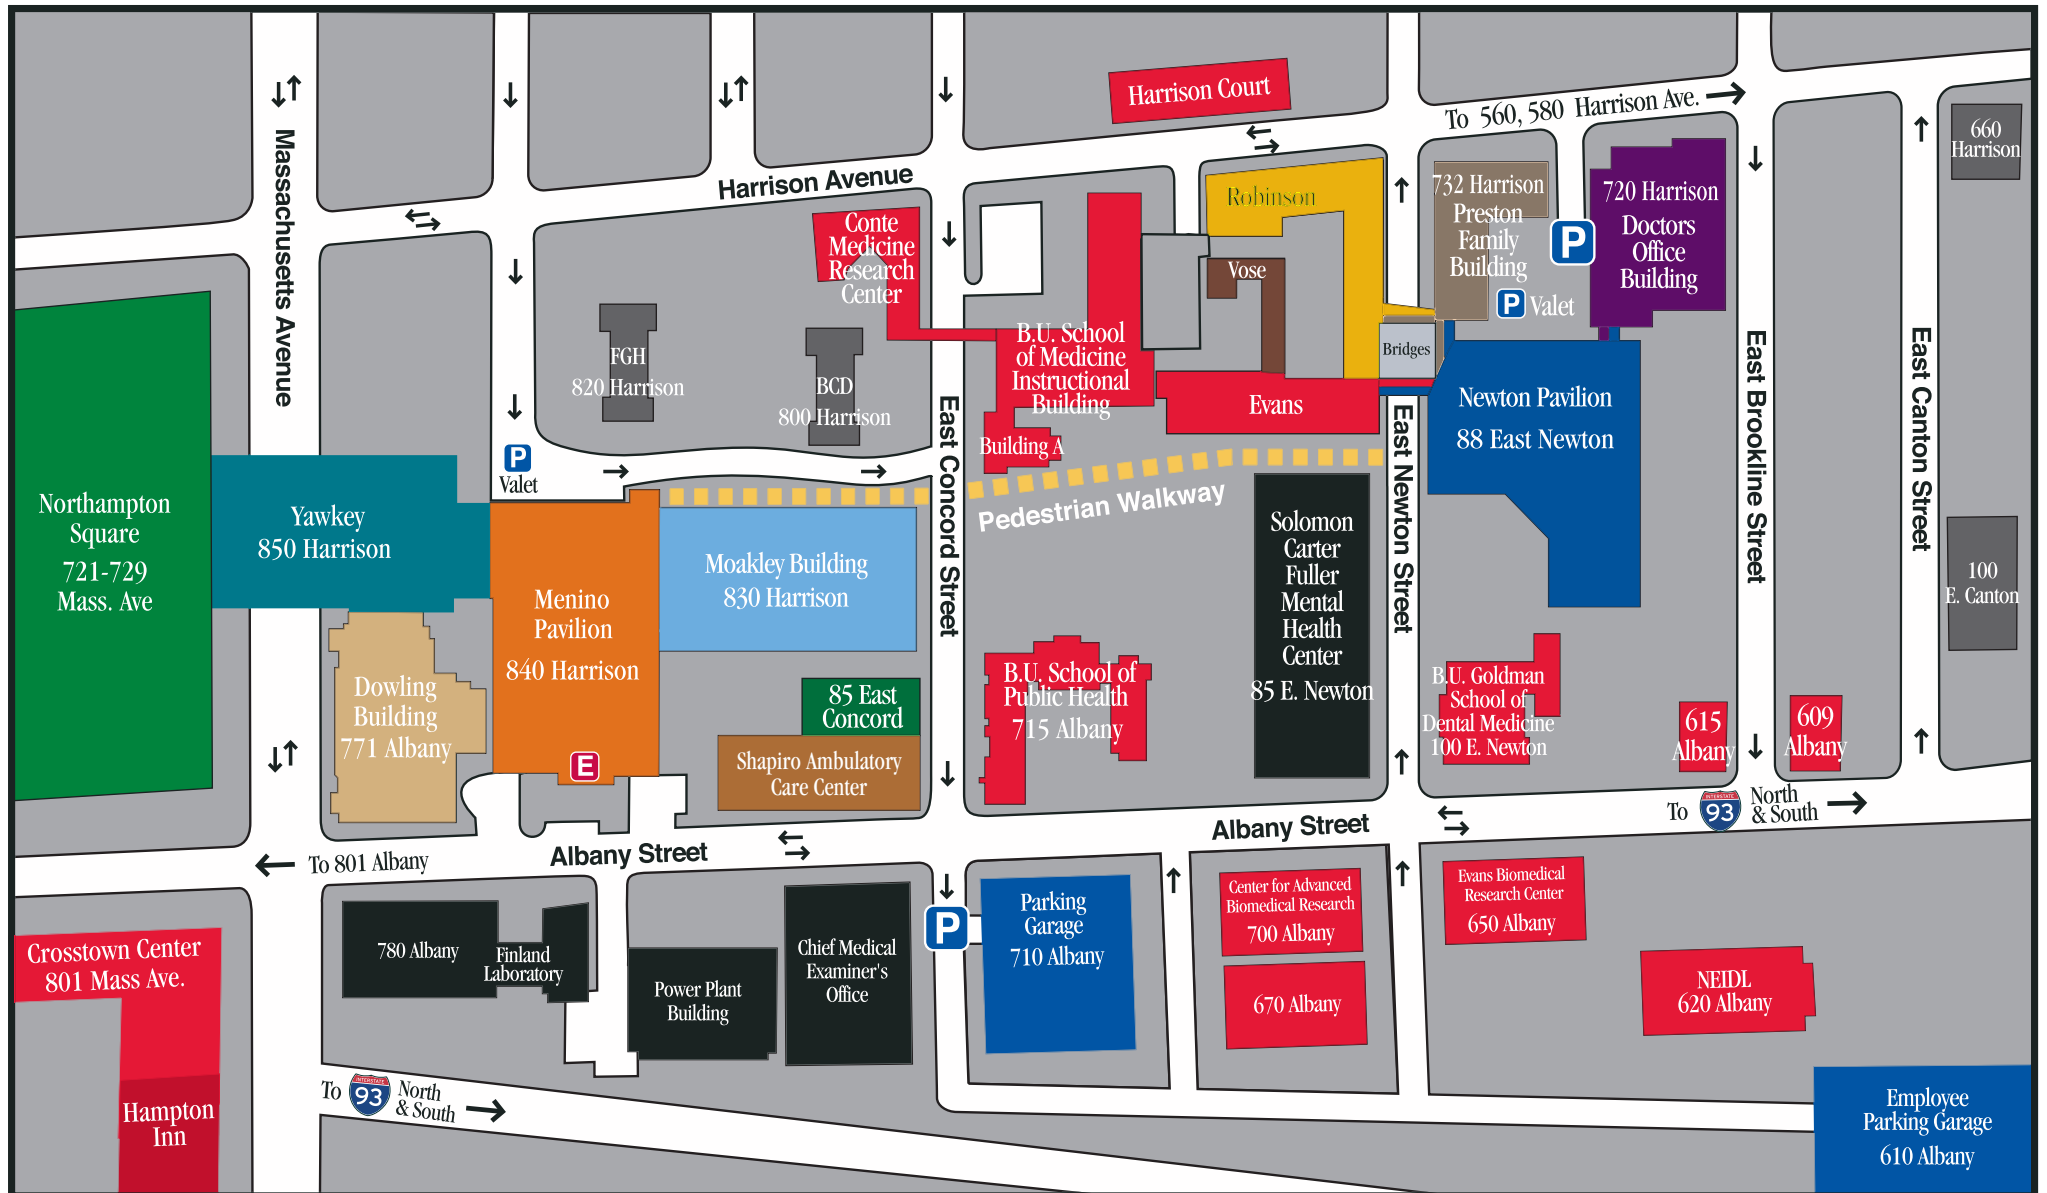 Harrison Court
To 560, 580 Harrison Ave.
660
Harrison
Massachusetts Avenue
Harrison Avenue
Conte
Medicine
Research
Center
Robinson
Vose
732 Harrison
Preston
Family
Building
P
P Valet
720 Harrison
Doctors
Office
Building
FGH
820 Harrison
BCD
800 Harrison
B.U. School
of Medicine
Instructional
Building
Building A
Evans
Bridges
Newton Pavilion
88 East Newton
East Concord Street
East Newton Street
East Brookline Street
East Canton Street
P
Valet
Pedestrian Walkway
Northampton
Square
721-729
Mass. Ave
Yawkey
850 Harrison
Menino
Pavilion
840 Harrison
E
Moakley Building
830 Harrison
Solomon
Carter
Fuller
Mental
Health
Center
85 E. Newton
100
E. Canton
Dowling
Building
771 Albany
85 East
Concord
Shapiro Ambulatory
Care Center
B.U. School of
Public Health
715 Albany
B.U. Goldman
School of
Dental Medicine
100 E. Newton
615
Albany
609
Albany
To INTERSTATE 93 North
& South
Albany Street
Albany Street
To 801 Albany
Crosstown Center
801 Mass Ave.
Hampton
Inn
780 Albany
Finland
Laboratory
Power Plant
Building
Chief Medical
Examiner's
Office
P
Parking
Garage
710 Albany
Center for Advanced
Biomedical Research
700 Albany
670 Albany
Evans Biomedical
Research Center
650 Albany
NEIDL
620 Albany
To INTERSTATE 93 North
& South
Employee
Parking Garage
610 Albany